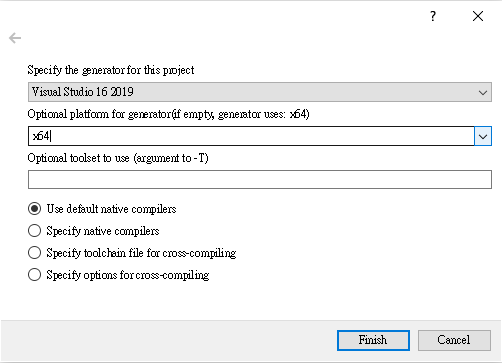 ?
Specify the generator for this project
Visual Studio 16 2019
Optional platform for generator(if empty, generator uses: x64)
x64
Optional toolset to use (argument to -T)
Use default native compilers
Specify native compilers
Specify toolchain file for cross-compiling
Specify options for cross-compiling
Finish Cancel